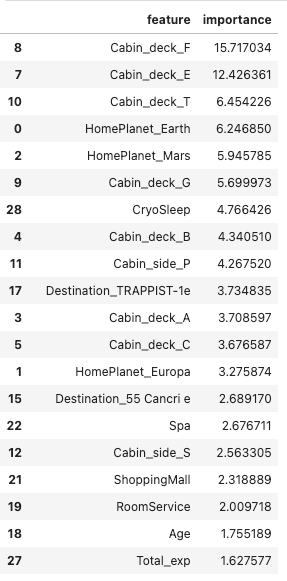 feature importance
8 Cabin_deck_F 15.717034
7 Cabin_deck_E 12.426361
10 Cabin_deck_T 6.454226
0 HomePlanet_Earth 6.246850
2 HomePlanet_Mars 5.945785
9 Cabin_deck_G 5.699973
28 CryoSleep 4.766426
4 Cabin_deck_B 4.340510
11 Cabin_side_P 4.267520
17 Destination_TRAPPIST-1e 3.734835
3 Cabin_deck_A 3.708597
5 Cabin_deck_C 3.676587
1 HomePlanet_Europa 3.275874
15 Destination_55 Cancri e 2.689170
22 Spa 2.676711
12 Cabin_side_S 2.563305
21 ShoppingMall 2.318889
19 RoomService 2.009718
18 Age 1.755189
27 Total_exp 1.627577